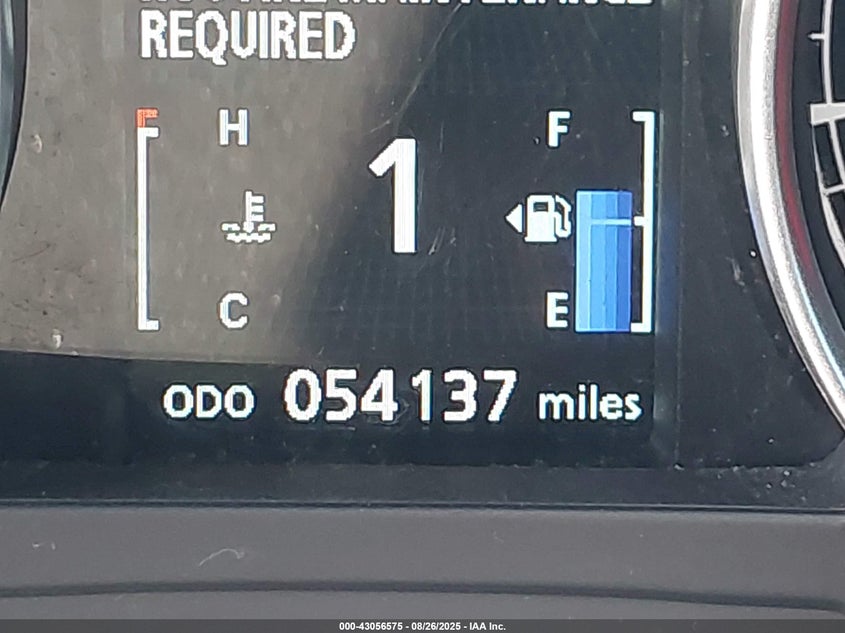 REQUIRED
H
F
1
C
E
ODO 054137 miles
000-43056575 - 08/26/2025 - IAA Inc.